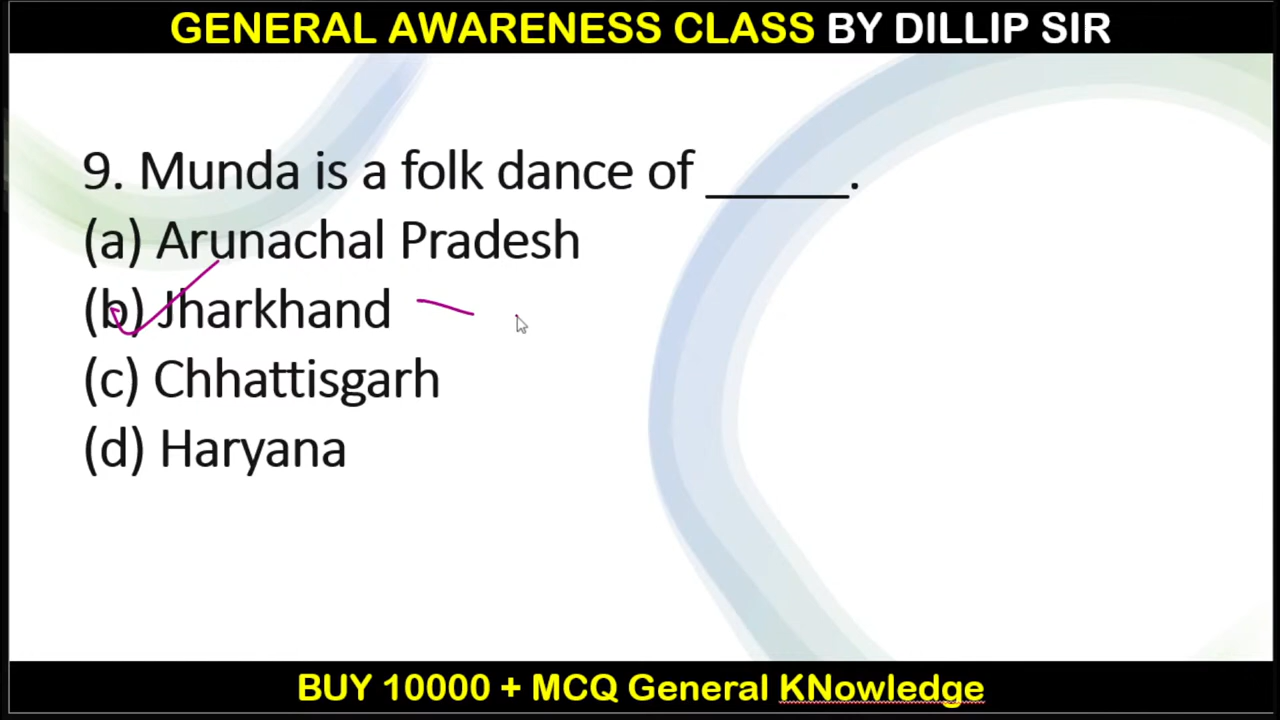 GENERAL AWARENESS CLASS BY DILLIP SIR
9. Munda is a folk dance of ______.
(a) Arunachal Pradesh
(b) Jharkhand
(c) Chhattisgarh
(d) Haryana
BUY 10000 + MCQ General KNowledge